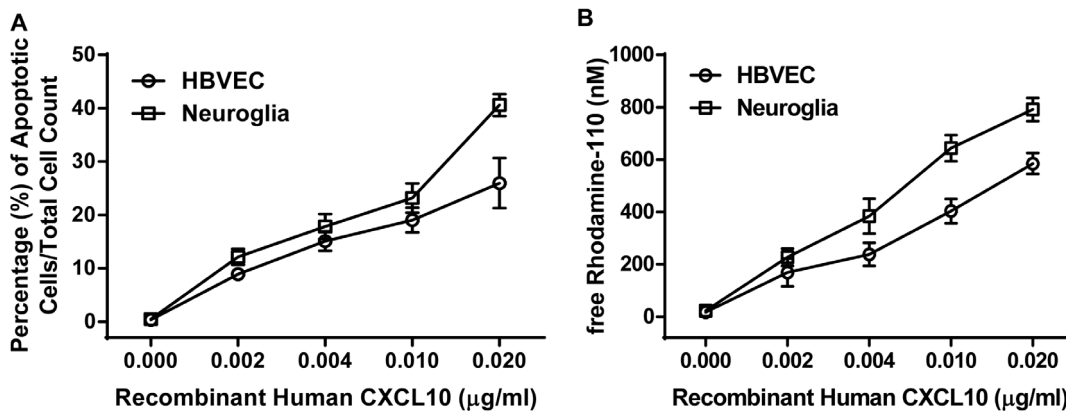 A
Percentage (%) of Apoptotic >
Cells/Total Cell Count
50
40
30
20
10
0
HBVEC
Neuroglia
0.000 0.002 0.004 0.010 0.020
Recombinant Human CXCL10 (μg/ml)
B
free Rhodamine-110 (nM)
1000
800
600
400
200
0
HBVEC
Neuroglia
0.000 0.002 0.004 0.010 0.020
Recombinant Human CXCL10 (μg/ml)